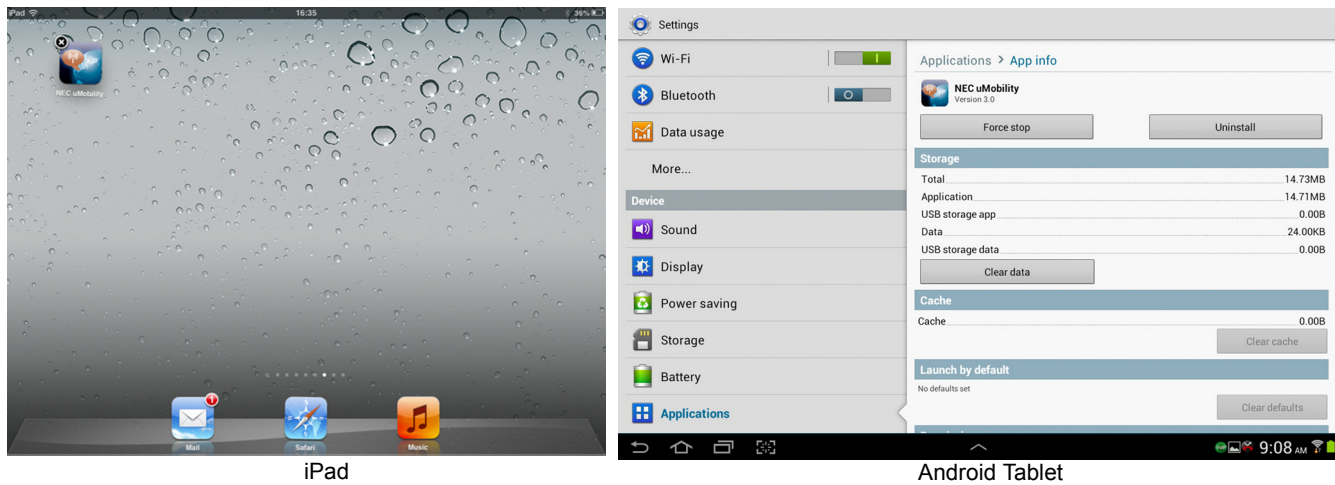 iPad 16:35 36%
NEC uMobility
1
Mail Safari Music
iPad
Settings
Wi-Fi
Bluetooth
Data usage
More...
Device
Sound
Display
Power saving
Storage
Battery
Applications
Applications > App info
NEC uMobility
Version 3.0
Force stop Uninstall
Storage
Total 14.73MB
Application 14.71MB
USB storage app 0.00B
Data 24.00KB
USB storage data 0.00B
Clear data
Cache
Cache 0.00B
Clear cache
Launch by default
No defaults set
Clear defaults
9:08 AM
Android Tablet